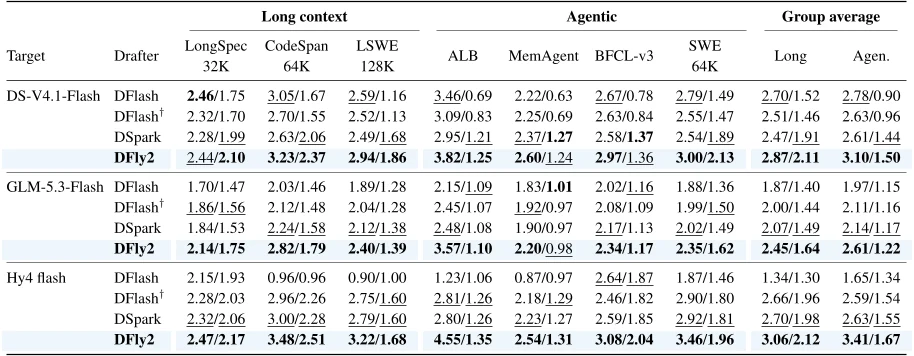 Long context Agentic Group average
Target Drafter LongSpec 32K CodeSpan 64K LSWE 128K ALB MemAgent BFCL-v3 SWE 64K Long Agen.
DS-V4.1-Flash DFlash 2.46/1.75 3.05/1.67 2.59/1.16 3.46/0.69 2.22/0.63 2.67/0.78 2.79/1.49 2.70/1.52 2.78/0.90
DFlash† 2.32/1.70 2.70/1.55 2.52/1.13 3.09/0.83 2.25/0.69 2.63/0.84 2.55/1.47 2.51/1.46 2.63/0.96
DSpark 2.28/1.99 2.63/2.06 2.49/1.68 2.95/1.21 2.37/1.27 2.58/1.37 2.54/1.89 2.47/1.91 2.61/1.44
DFly2 2.44/2.10 3.23/2.37 2.94/1.86 3.82/1.25 2.60/1.24 2.97/1.36 3.00/2.13 2.87/2.11 3.10/1.50
GLM-5.3-Flash DFlash 1.70/1.47 2.03/1.46 1.89/1.28 2.15/1.09 1.83/1.01 2.02/1.16 1.88/1.36 1.87/1.40 1.97/1.15
DFlash† 1.86/1.56 2.12/1.48 2.04/1.28 2.45/1.07 1.92/0.97 2.08/1.09 1.99/1.50 2.00/1.44 2.11/1.16
DSpark 1.84/1.53 2.24/1.58 2.12/1.38 2.48/1.08 1.90/0.97 2.17/1.13 2.02/1.49 2.07/1.49 2.14/1.17
DFly2 2.14/1.75 2.82/1.79 2.40/1.39 3.57/1.10 2.20/0.98 2.34/1.17 2.35/1.62 2.45/1.64 2.61/1.22
Hy4 flash DFlash 2.15/1.93 0.96/0.96 0.90/1.00 1.23/1.06 0.87/0.97 2.64/1.87 1.87/1.46 1.34/1.30 1.65/1.34
DFlash† 2.28/2.03 2.96/2.26 2.75/1.60 2.81/1.26 2.18/1.29 2.46/1.82 2.90/1.80 2.66/1.96 2.59/1.54
DSpark 2.32/2.06 3.00/2.28 2.79/1.60 2.80/1.26 2.23/1.27 2.59/1.85 2.92/1.81 2.70/1.98 2.63/1.55
DFly2 2.47/2.17 3.48/2.51 3.22/1.68 4.55/1.35 2.54/1.31 3.08/2.04 3.46/1.96 3.06/2.12 3.41/1.67